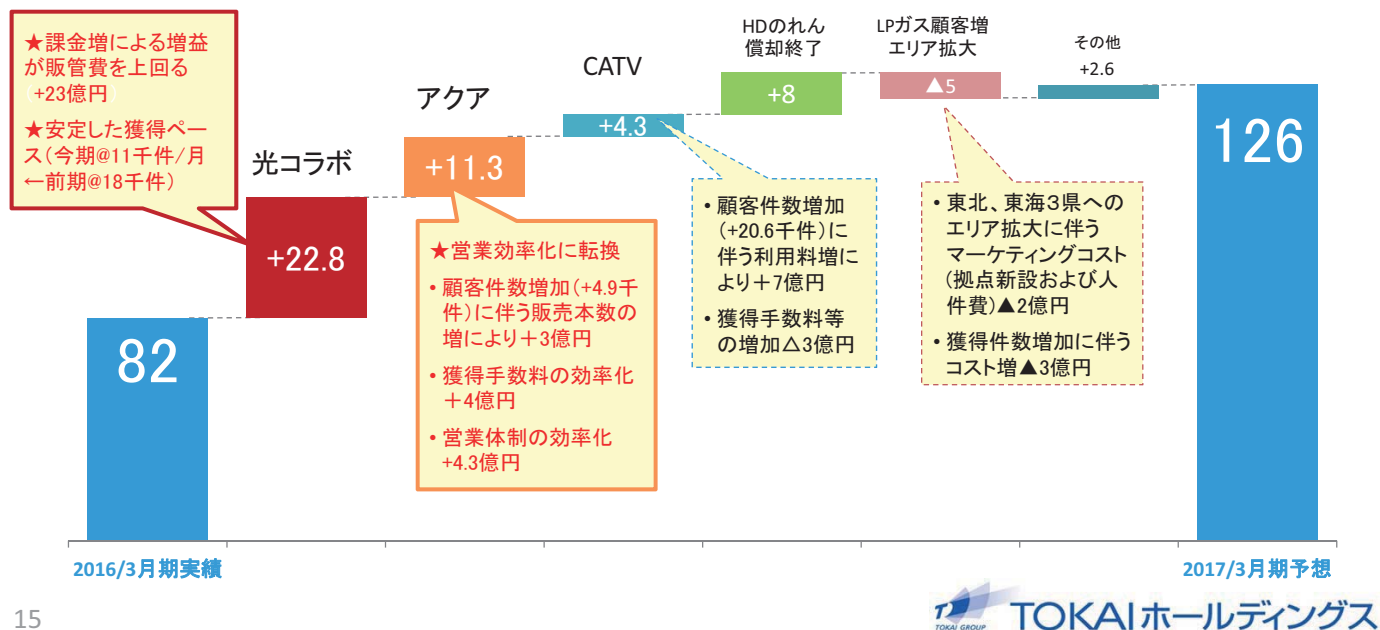 ★課金増による増益
が販管費を上回る
(+23億円)
★安定した獲得ペー
ス(今期@11千件/月
←前期@18千件)
光コラボ
+22.8
アクア
+11.3
CATV
+4.3
HDのれん
償却終了
+8
LPガス顧客増
エリア拡大
▲5
その他
+2.6
82
126
★営業効率化に転換
• 顧客件数増加(+4.9千
件)に伴う販売本数の
増により＋3億円
• 獲得手数料の効率化
＋4億円
• 営業体制の効率化
+4.3億円
• 顧客件数増加
(+20.6千件)に
伴う利用料増に
より＋7億円
• 獲得手数料等
の増加△3億円
• 東北、東海３県への
エリア拡大に伴う
マーケティングコスト
(拠点新設および人
件費)▲2億円
• 獲得件数増加に伴う
コスト増▲3億円
2016/3月期実績
2017/3月期予想
15
TOKAI GROUP
TOKAIホールディングス